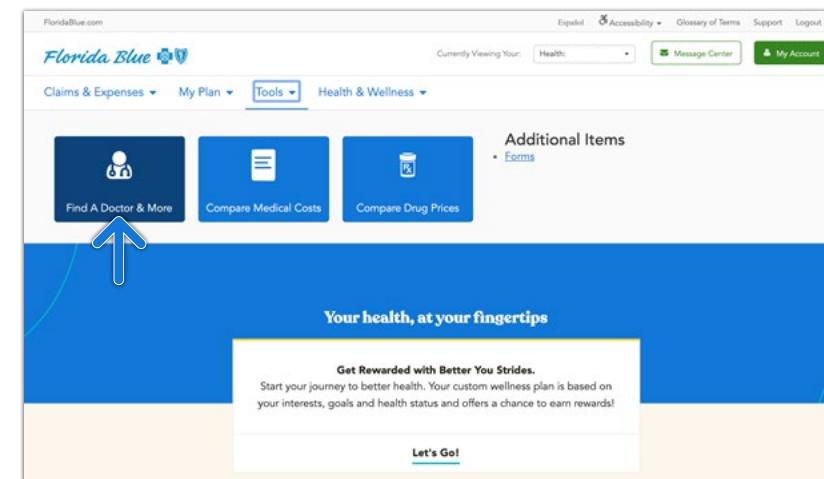 FloridaBlue.com Español Accessibility Glossary of Terms Support Logout
Florida Blue Currently Viewing Your: Health: Message Center My Account
Claims & Expenses My Plan Tools Health & Wellness
Additional Items
Forms
Find A Doctor & More Compare Medical Costs Compare Drug Prices
Your health, at your fingertips
Get Rewarded with Better You Strides.
Start your journey to better health. Your custom wellness plan is based on
your interests, goals and health status and offers a chance to earn rewards!
Let's Go!